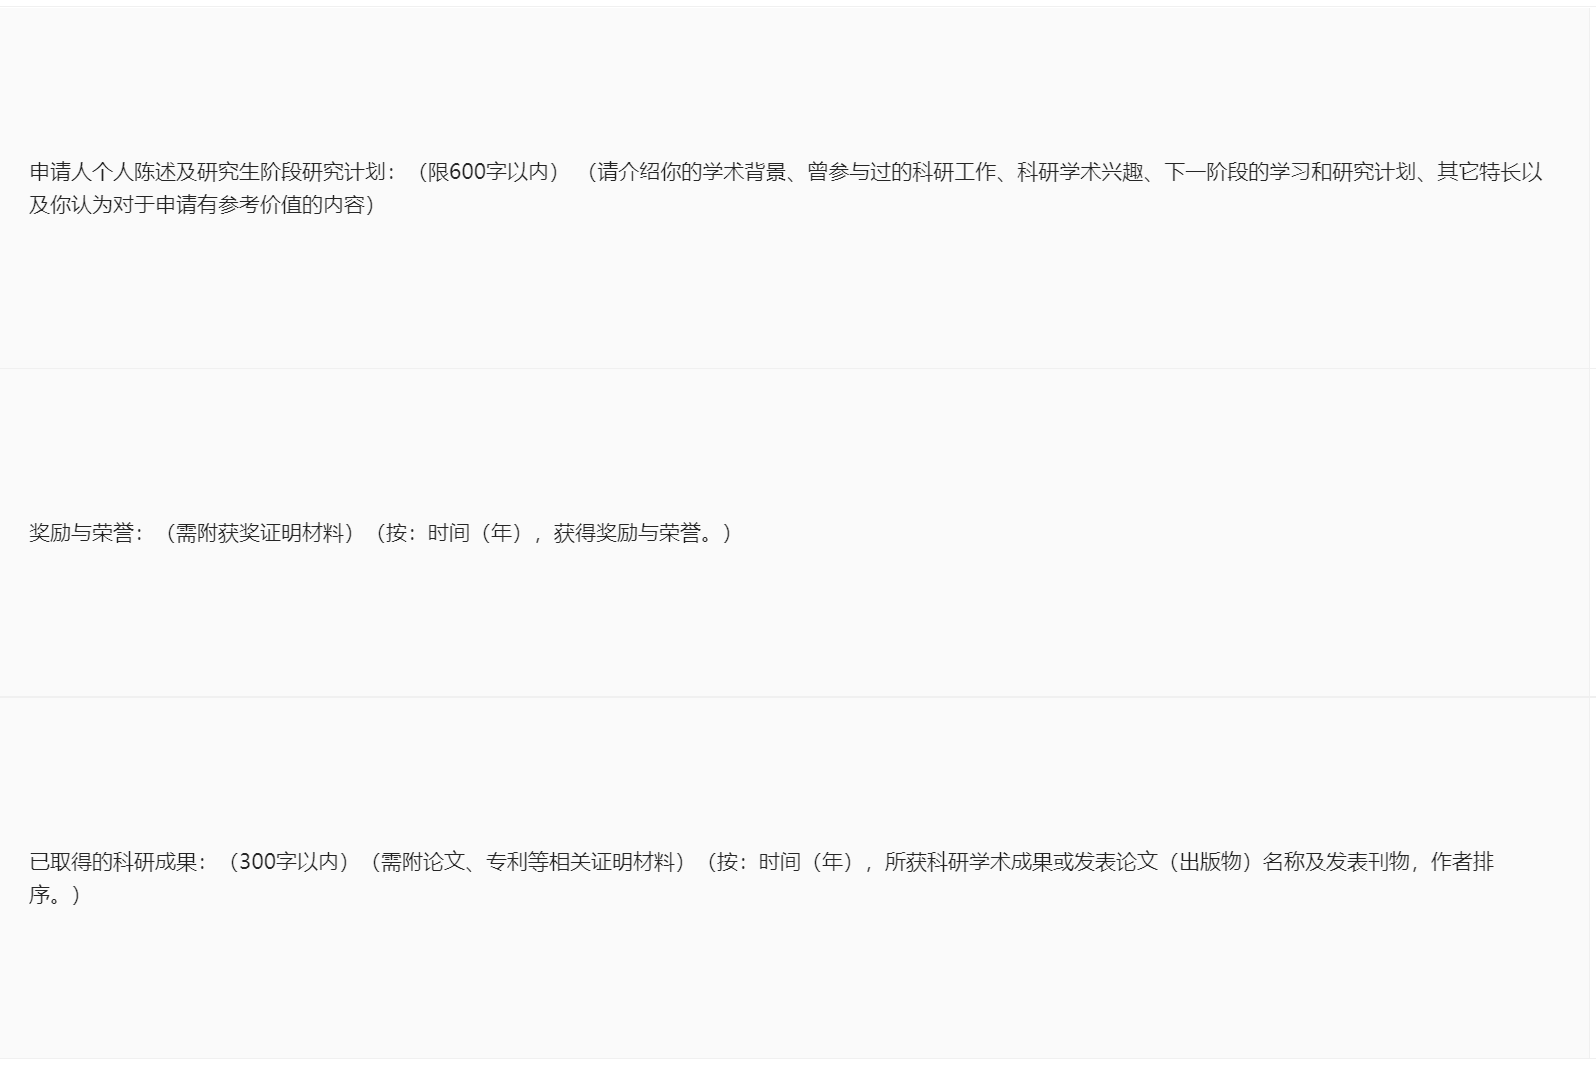 申请人个人陈述及研究生阶段研究计划：（限600字以内） （请介绍你的学术背景、曾参与过的科研工作、科研学术兴趣、下一阶段的学习和研究计划、其它特长以
及你认为对于申请有参考价值的内容）
奖励与荣誉：（需附获奖证明材料）（按：时间（年），获得奖励与荣誉。）
已取得的科研成果：（300字以内）（需附论文、专利等相关证明材料）（按：时间（年），所获科研学术成果或发表论文（出版物）名称及发表刊物，作者排
序。）